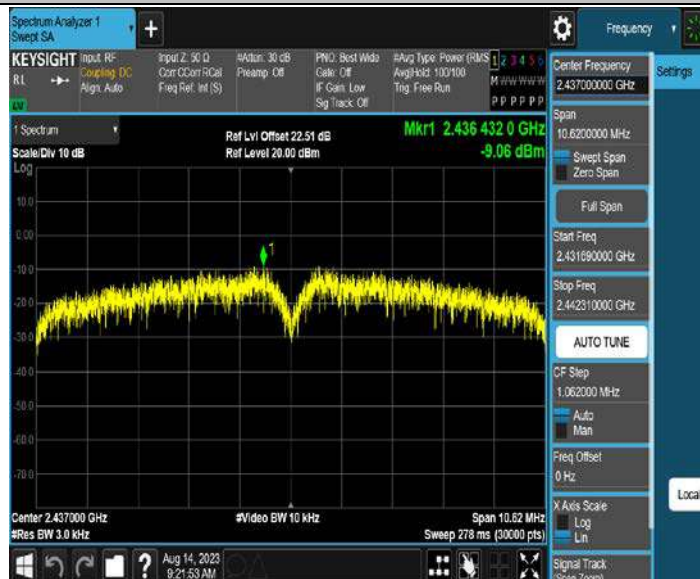 Spectrum Analyzer 1
Swept SA
+
Frequency
KEYSIGHT
Input: RF
Coupling: DC
Align: Auto
RL
Input Z: 50 Ω
Corr CCorr RCal
Freq Ref: Int (S)
#Atten: 30 dB
Preamp: Off
PNO: Best Wide
Gate: Off
IF Gain: Low
Sig Track: Off
#Avg Type: Power (RMS
Avg|Hold: 100/100
Trig: Free Run
1 2 3 4 5 6
M W W W W W
P P P P P P
1 Spectrum
Scale/Div 10 dB
Ref Lvl Offset 22.51 dB
Ref Level 20.00 dBm
Mkr1 2.436 432 0 GHz
-9.06 dBm
Log
10.0
0.00
-10.0
-20.0
-30.0
-40.0
-50.0
-60.0
-70.0
1
Center 2.437000 GHz
#Res BW 3.0 kHz
#Video BW 10 kHz
Span 10.62 MHz
Sweep 278 ms (30000 pts)
Center Frequency
2.437000000 GHz
Settings
Span
10.6200000 MHz
Swept Span
Zero Span
Full Span
Start Freq
2.431690000 GHz
Stop Freq
2.442310000 GHz
AUTO TUNE
CF Step
1.062000 MHz
Auto
Man
Freq Offset
0 Hz
X Axis Scale
Log
Lin
Local
Signal Track
(Span Zoom)
?
Aug 14, 2023
9:21:53 AM